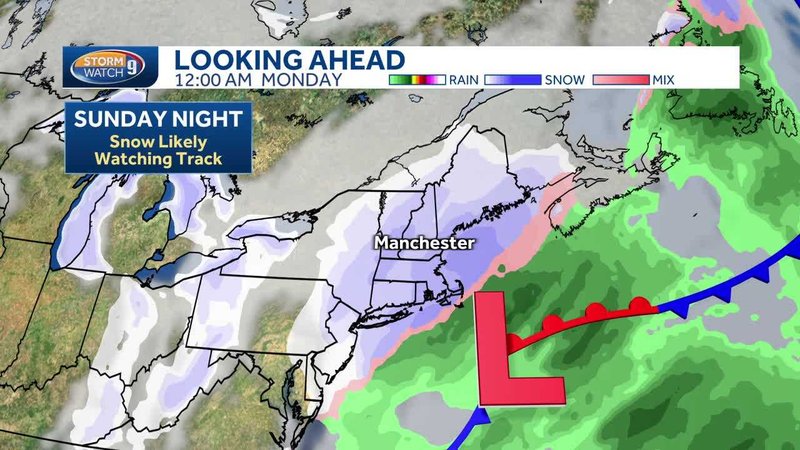 STORM
WATCH 9
LOOKING AHEAD
12:00 AM MONDAY
RAIN
SNOW
MIX
SUNDAY NIGHT
Snow Likely
Watching Track
Manchester
L